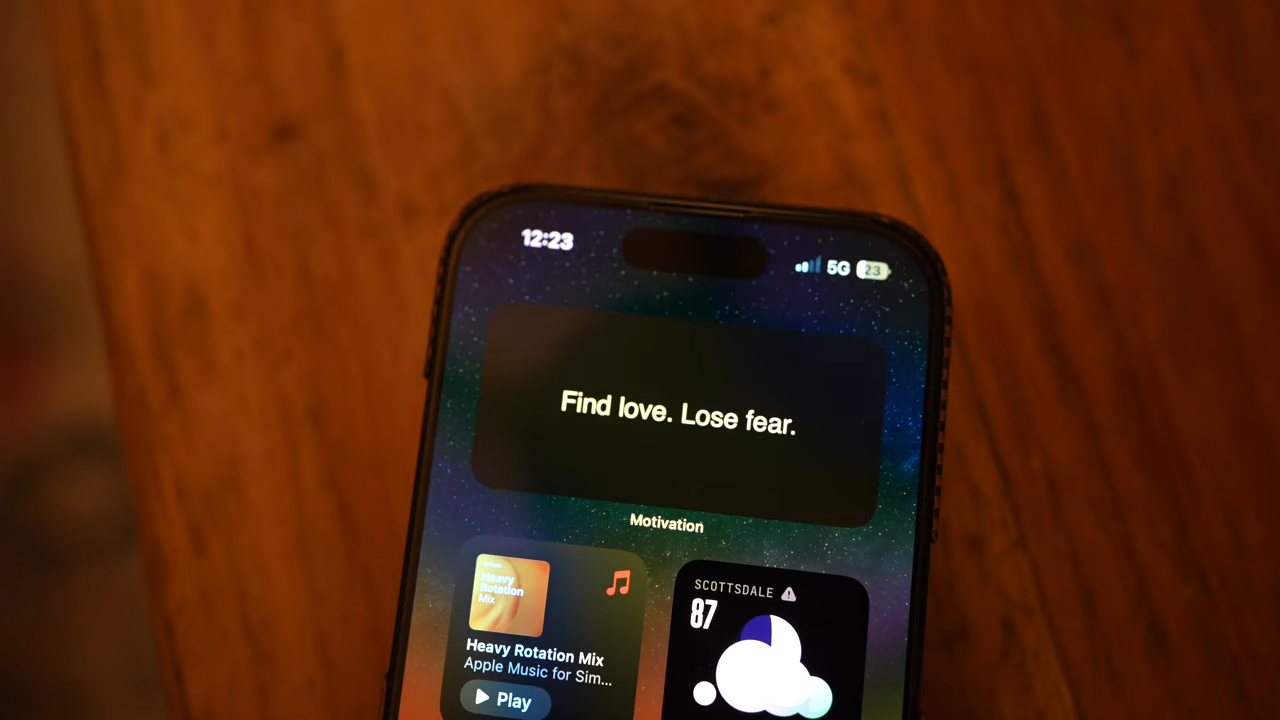 12:23
5G 23
Find love. Lose fear.
Motivation
Heavy
Rotation
Mix
SCOTTSDALE
87
Heavy Rotation Mix
Apple Music for Sim...
Play